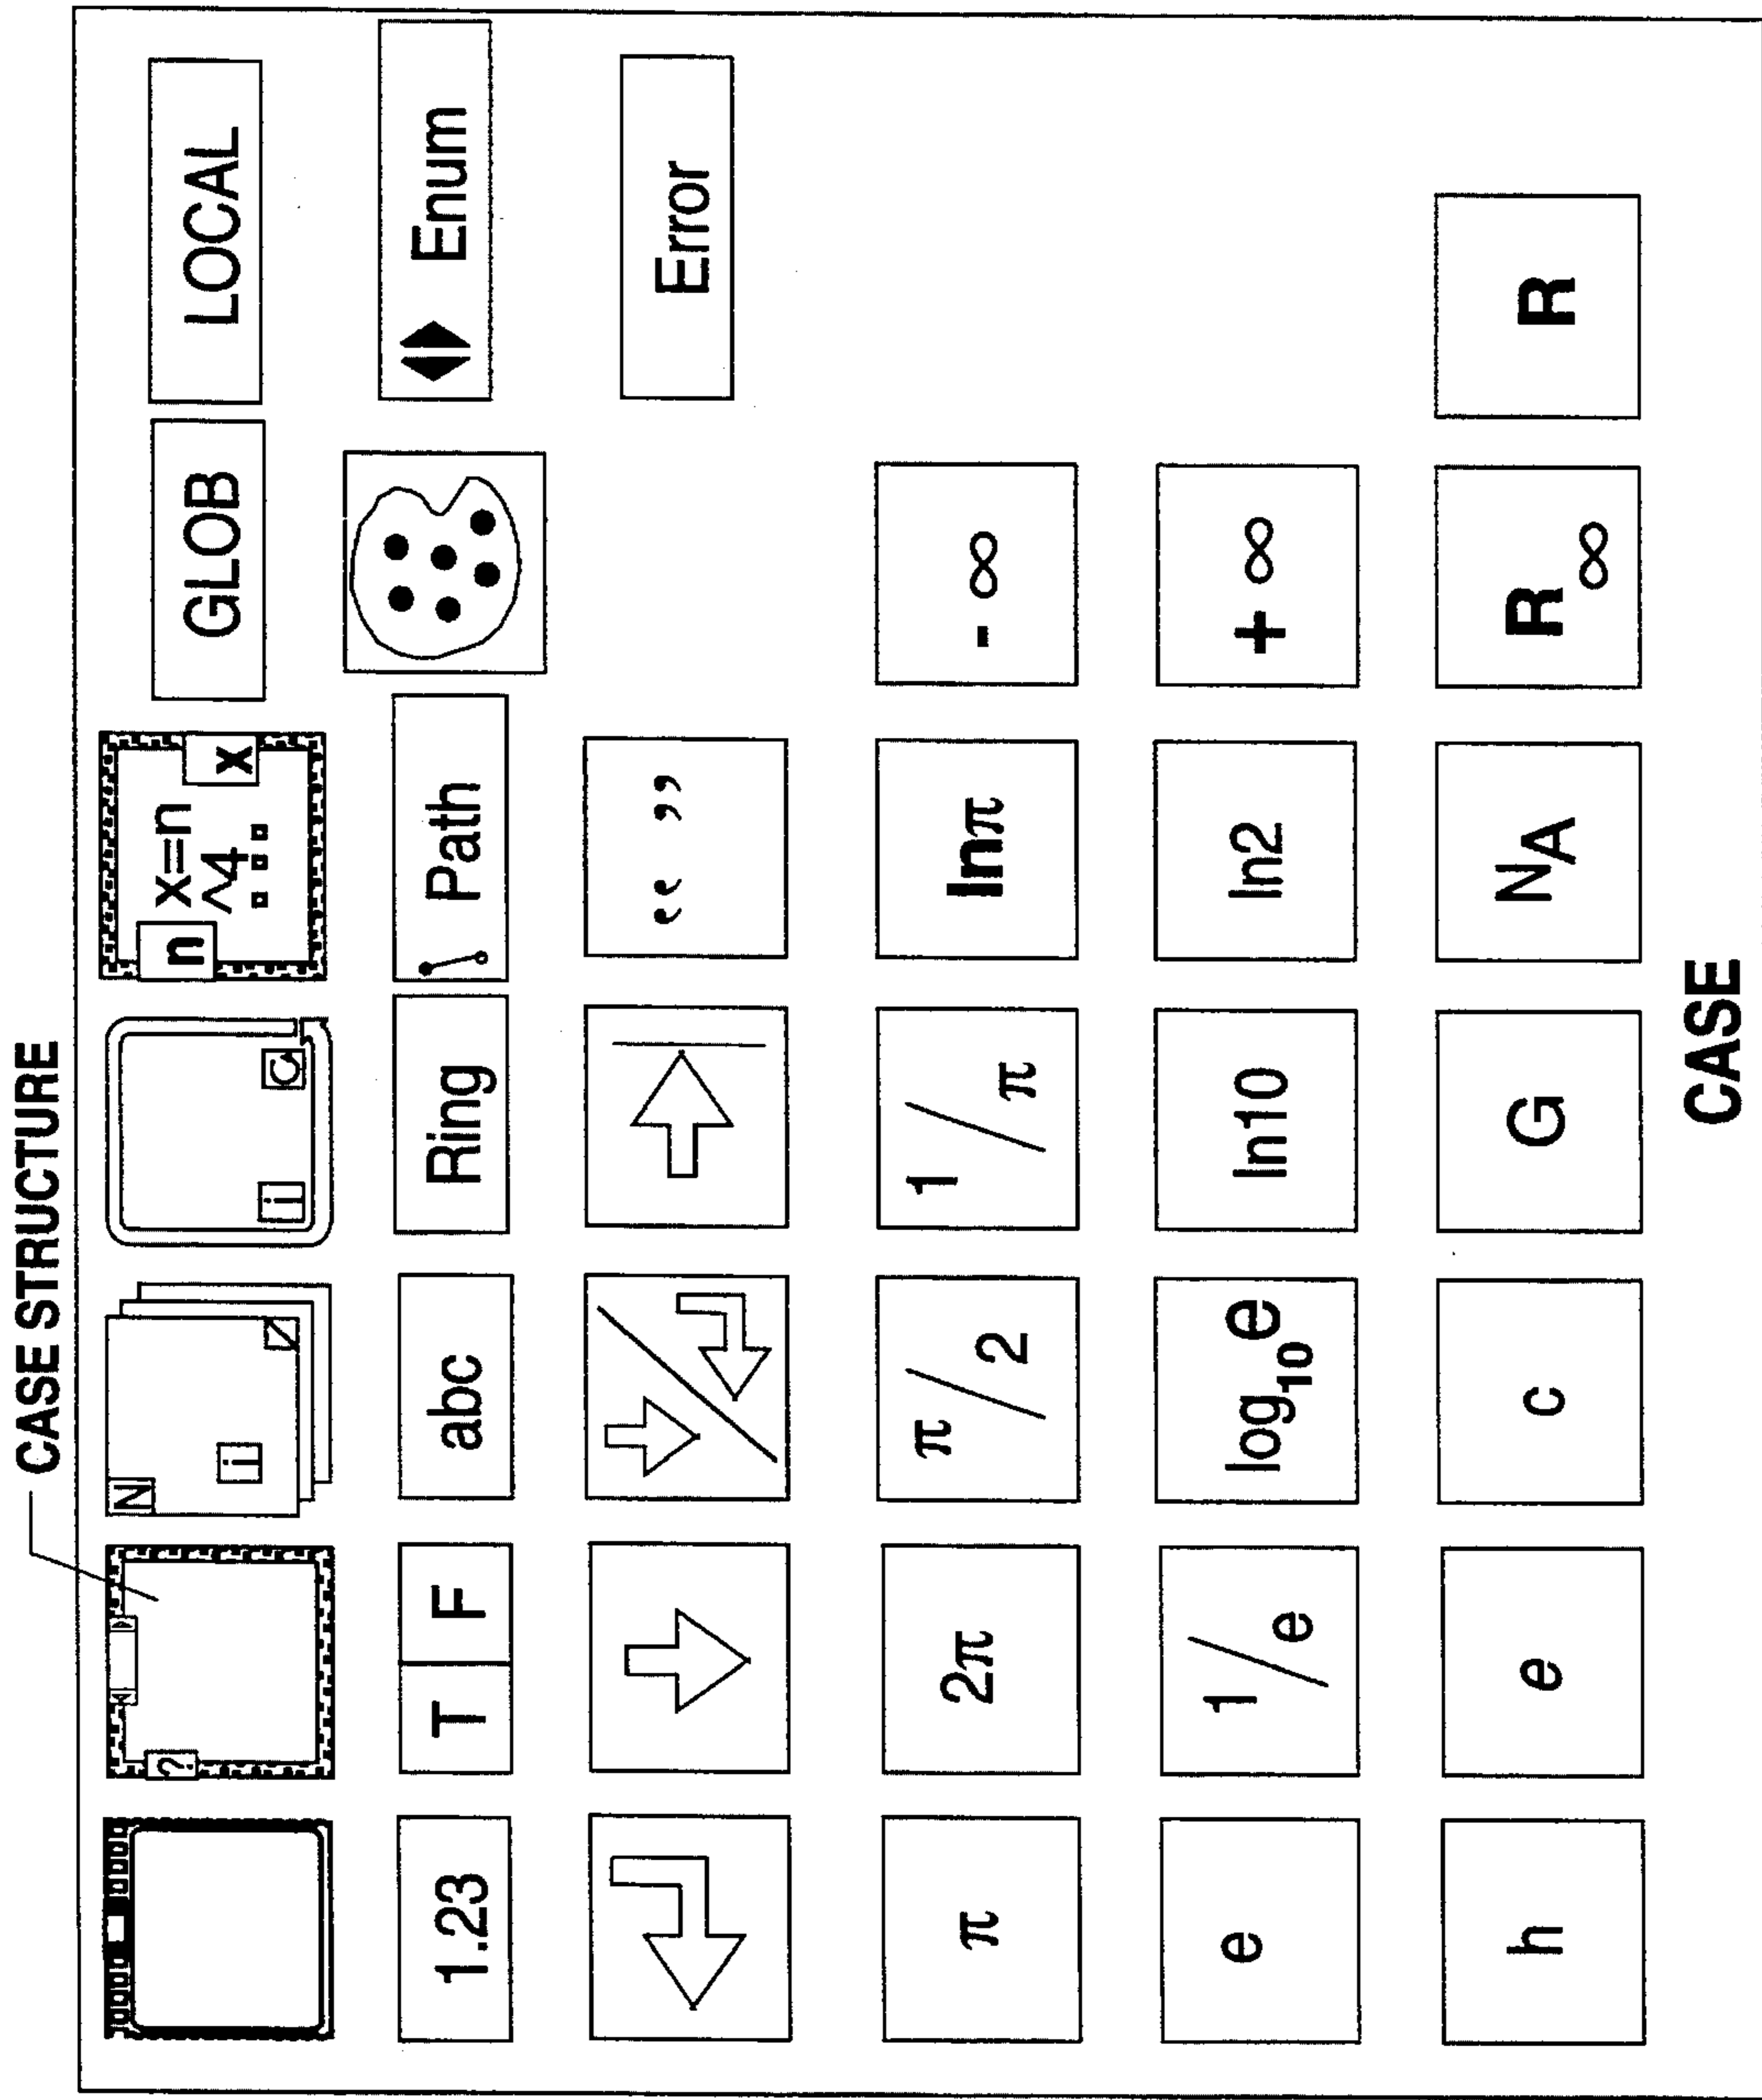 CASE STRUCTURE
? N i i n x=n ^4 x GLOB LOCAL
1.23 T F abc Ring Path Enum
“ ” Error
π 2π π/2 1/π lnπ - ∞
e 1/e log10e ln10 ln2 + ∞
h e c G NA R∞ R
CASE